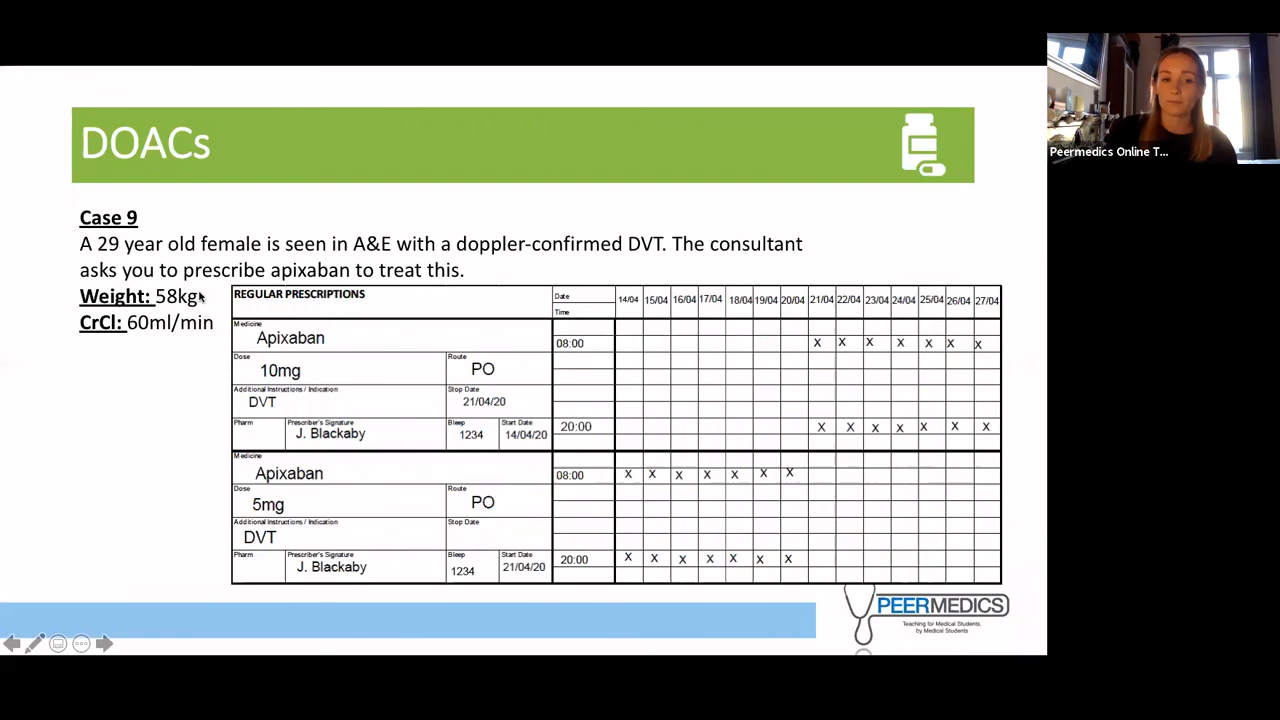 DOACs
Peermedics Online T...
Case 9
A 29 year old female is seen in A&E with a doppler-confirmed DVT. The consultant
asks you to prescribe apixaban to treat this.
Weight: 58kg
CrCl: 60ml/min
REGULAR PRESCRIPTIONS
Date 14/04 15/04 16/04 17/04 18/04 19/04 20/04 21/04 22/04 23/04 24/04 25/04 26/04 27/04
Time
Medicine
Apixaban
08:00 X X X X X X X
Dose Route
10mg PO
Additional Instructions / Indication Stop Date
DVT 21/04/20
Pharm Prescriber's Signature Bleep Start Date
J. Blackaby 1234 14/04/20
20:00 X X X X X X X
Medicine
Apixaban
08:00 X X X X X X X
Dose Route
5mg PO
Additional Instructions / Indication Stop Date
DVT
Pharm Prescriber's Signature Bleep Start Date
J. Blackaby 1234 21/04/20
20:00 X X X X X X X
PEERMEDICS
Teaching for Medical Students,
by Medical Students